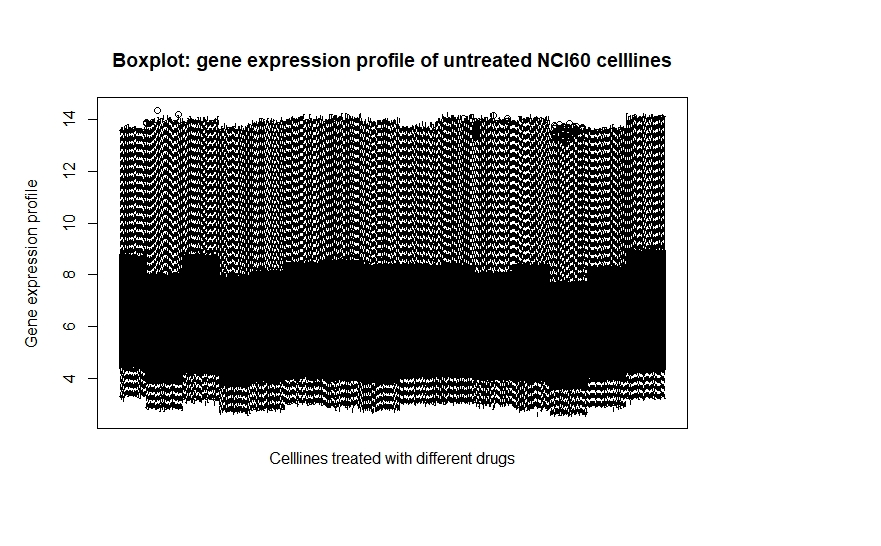 Boxplot: gene expression profile of untreated NCI60 celllines
14
12
10
8
6
4
Gene expression profile
Celllines treated with different drugs